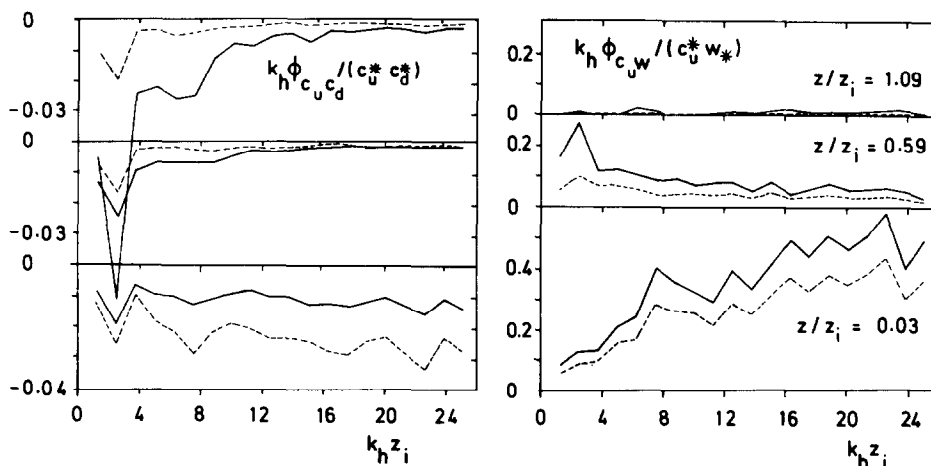 0
-0.03
0
-0.03
0
-0.04
k_h ϕ_{c_u c_d} /(c_u^* c_d^*)
0 4 8 12 16 20 24
k_h z_i
0.2
0
0.2
0
0.4
0.2
0
k_h ϕ_{c_u w} /(c_u^* w_*)
z/z_i = 1.09
z/z_i = 0.59
z/z_i = 0.03
0 4 8 12 16 20 24
k_h z_i